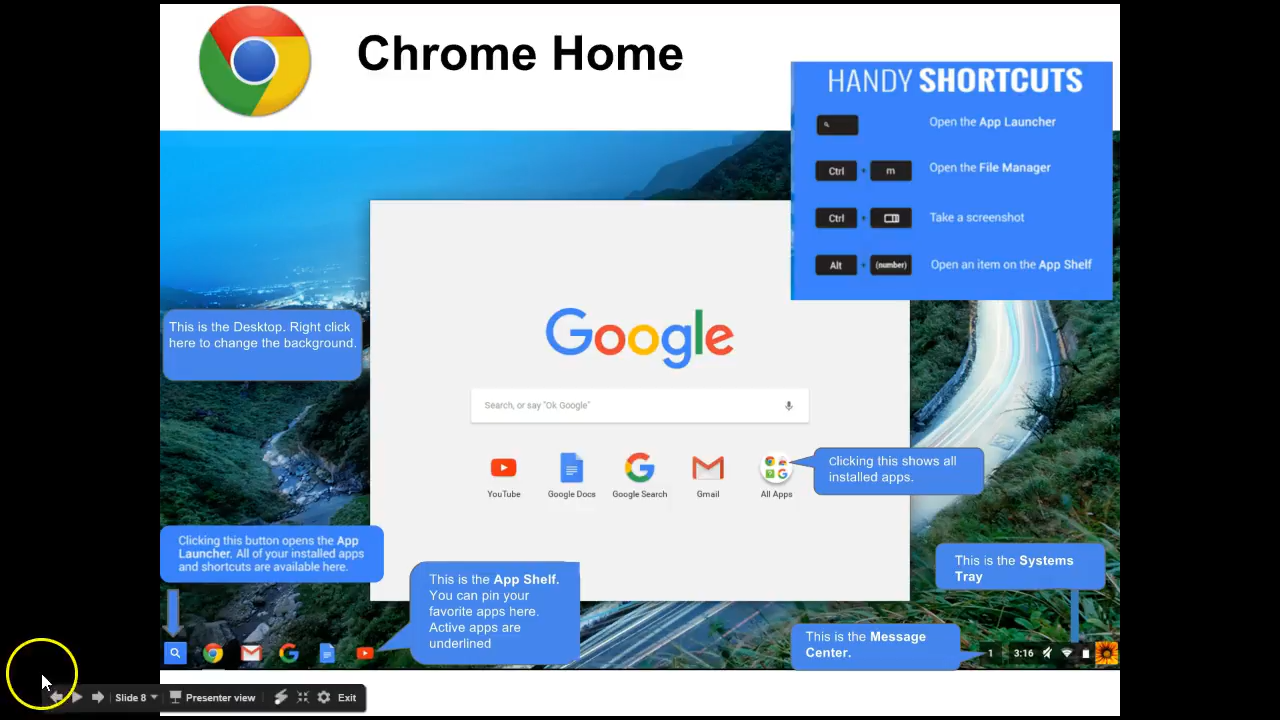 Chrome Home
HANDY SHORTCUTS
Open the App Launcher
Ctrl + m Open the File Manager
Ctrl + Take a screenshot
Alt + (number) Open an item on the App Shelf
This is the Desktop. Right click
here to change the background.
Google
Search, or say "Ok Google"
YouTube
Google Docs
Google Search
Gmail
All Apps
Clicking this shows all
installed apps.
Clicking this button opens the App
Launcher. All of your installed apps
and shortcuts are available here.
This is the App Shelf.
You can pin your
favorite apps here.
Active apps are
underlined
This is the Systems
Tray
This is the Message
Center.
1 3:16
Slide 8 Presenter view Exit